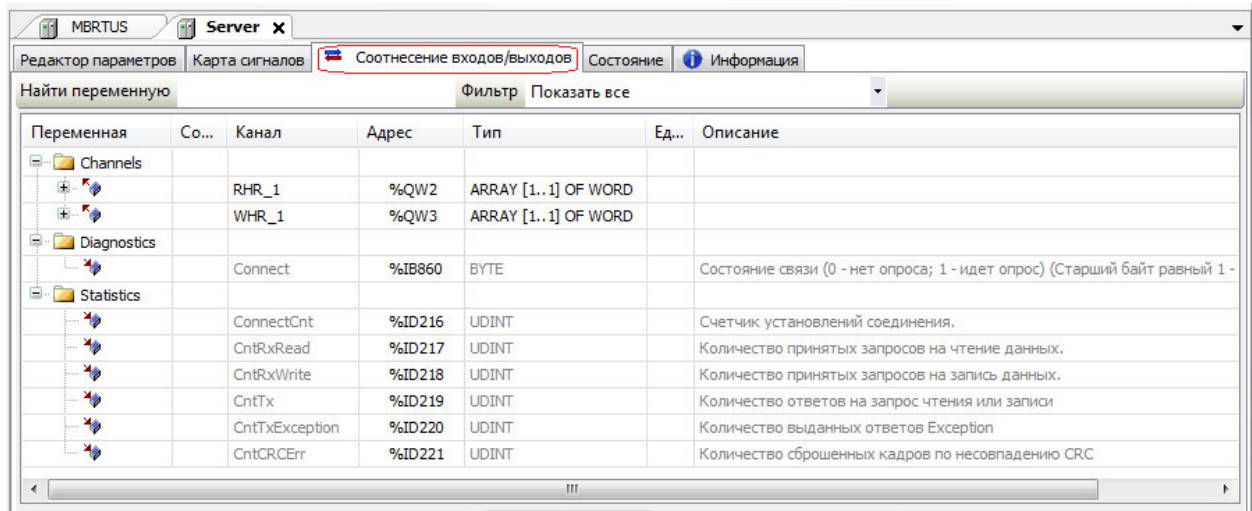 MBRTUS Server X
Редактор параметров Карта сигналов Соотнесение входов/выходов Состояние Информация
Найти переменную Фильтр Показать все
Переменная Со... Канал Адрес Тип Ед... Описание
Channels
RHR_1 %QW2 ARRAY [1..1] OF WORD
WHR_1 %QW3 ARRAY [1..1] OF WORD
Diagnostics
Connect %IB860 BYTE Состояние связи (0 - нет опроса; 1 - идет опрос) (Старший байт равный 1 -
Statistics
ConnectCnt %ID216 UDINT Счетчик установлений соединения.
CntRxRead %ID217 UDINT Количество принятых запросов на чтение данных.
CntRxWrite %ID218 UDINT Количество принятых запросов на запись данных.
CntTx %ID219 UDINT Количество ответов на запрос чтения или записи
CntTxException %ID220 UDINT Количество выданных ответов Exception
CntCRCErr %ID221 UDINT Количество сброшенных кадров по несовпадению CRC